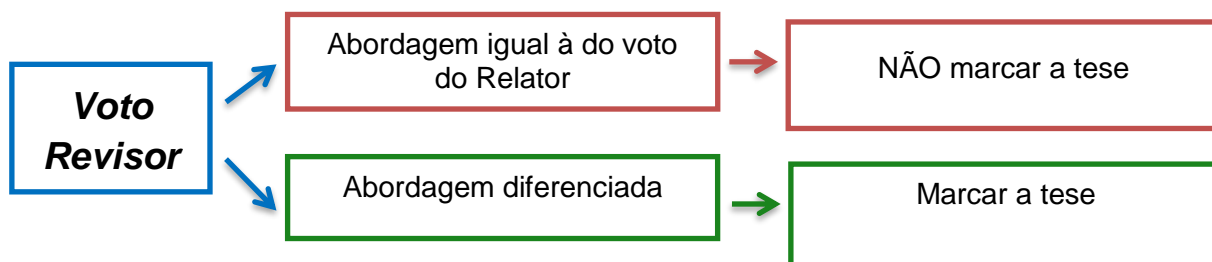 Voto
Revisor
Abordagem igual à do voto
do Relator
NÃO marcar a tese
Abordagem diferenciada
Marcar a tese